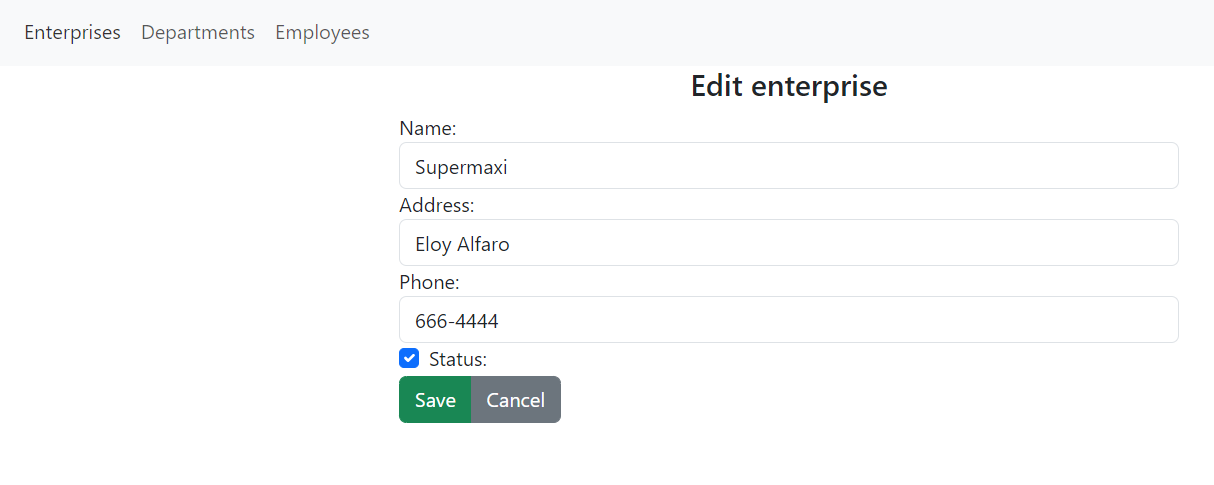 Enterprises Departments Employees
Edit enterprise
Name:
Supermaxi
Address:
Eloy Alfaro
Phone:
666-4444
Status:
Save Cancel